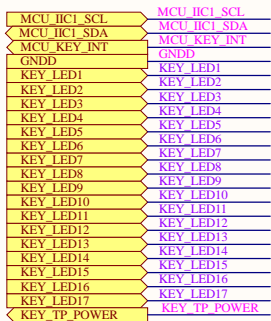 MCU_IIC1_SCL MCU_IIC1_SCL
MCU_IIC1_SDA MCU_IIC1_SDA
MCU_KEY_INT MCU_KEY_INT
GNDD GNDD
KEY_LED1 KEY_LED1
KEY_LED2 KEY_LED2
KEY_LED3 KEY_LED3
KEY_LED4 KEY_LED4
KEY_LED5 KEY_LED5
KEY_LED6 KEY_LED6
KEY_LED7 KEY_LED7
KEY_LED8 KEY_LED8
KEY_LED9 KEY_LED9
KEY_LED10 KEY_LED10
KEY_LED11 KEY_LED11
KEY_LED12 KEY_LED12
KEY_LED13 KEY_LED13
KEY_LED14 KEY_LED14
KEY_LED15 KEY_LED15
KEY_LED16 KEY_LED16
KEY_LED17 KEY_LED17
KEY_TP_POWER KEY_TP_POWER